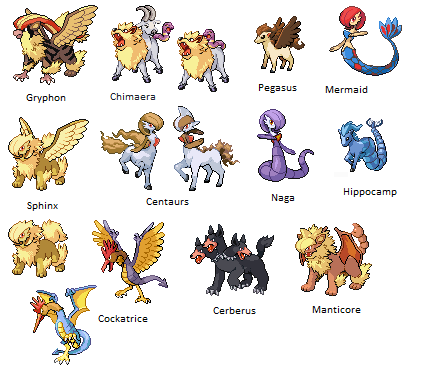 Gryphon
Chimaera
Pegasus
Mermaid
Sphinx
Centaurs
Naga
Hippocamp
Cockatrice
Cerberus
Manticore